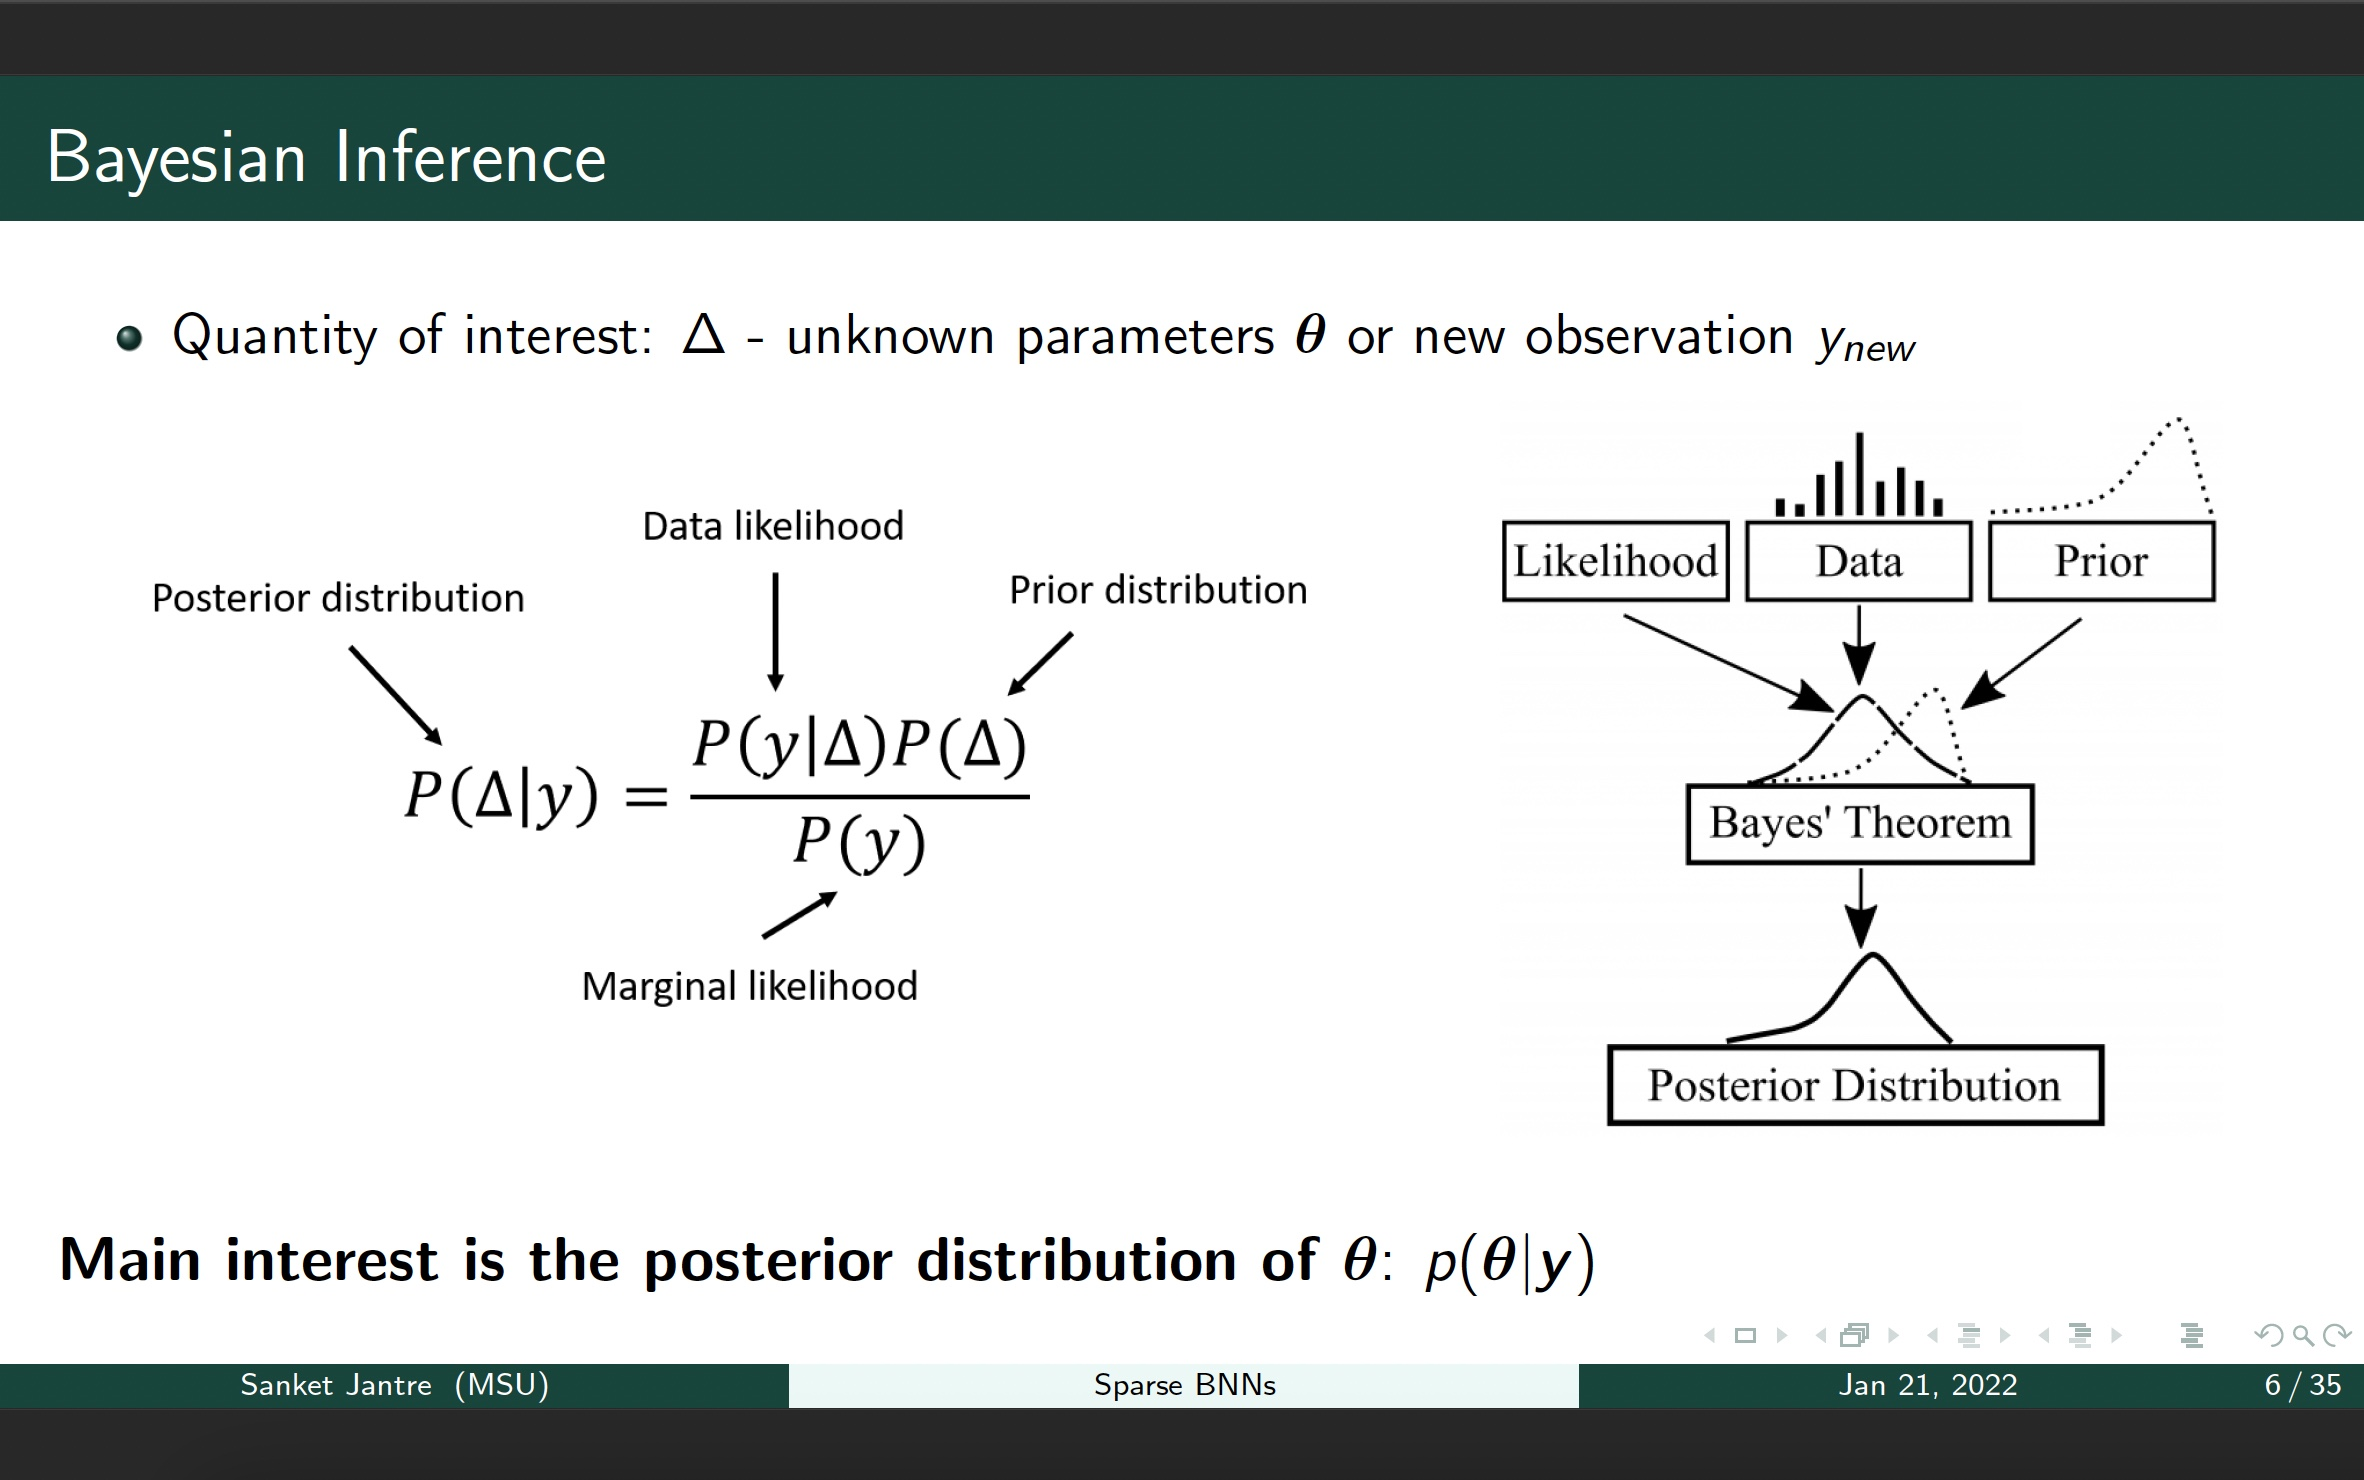 Bayesian Inference
Quantity of interest: Δ - unknown parameters θ or new observation y_new
Data likelihood
Posterior distribution
Prior distribution
P(Δ|y) = P(y|Δ)P(Δ) / P(y)
Marginal likelihood
Likelihood
Data
Prior
Bayes' Theorem
Posterior Distribution
Main interest is the posterior distribution of θ: p(θ|y)
Sanket Jantre (MSU)
Sparse BNNs
Jan 21, 2022
6 / 35